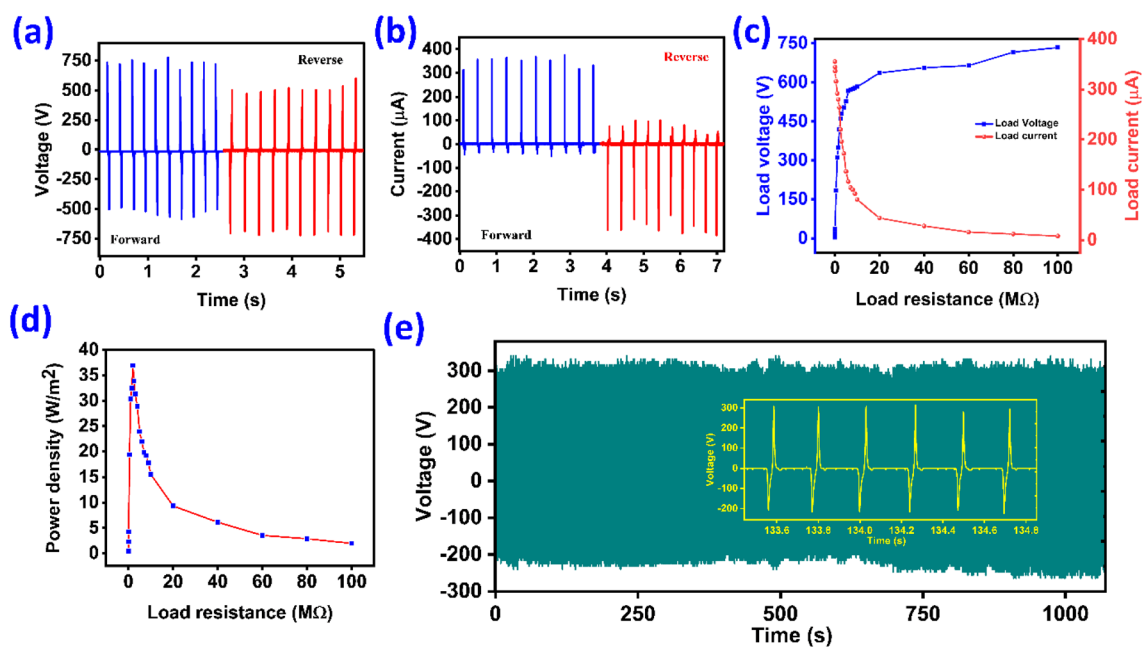 (a)
750
500
250
0
-250
-500
-750
Voltage (V)
Reverse
Forward
0 1 2 3 4 5
Time (s)
(b)
400
300
200
100
0
-100
-200
-300
-400
Current (μA)
Reverse
Forward
0 1 2 3 4 5 6 7
Time (s)
(c)
750
600
450
300
150
0
Load voltage (V)
Load Voltage
Load current
400
300
200
100
0
Load current (μA)
0 20 40 60 80 100
Load resistance (MΩ)
(d)
40
35
30
25
20
15
10
5
0
Power density (W/m2)
0 20 40 60 80 100
Load resistance (MΩ)
(e)
300
200
100
0
-100
-200
-300
Voltage (V)
300
200
100
0
-100
-200
Voltage (V)
133.6 133.8 134.0 134.2 134.4 134.6 134.8
Time (s)
0 250 500 750 1000
Time (s)